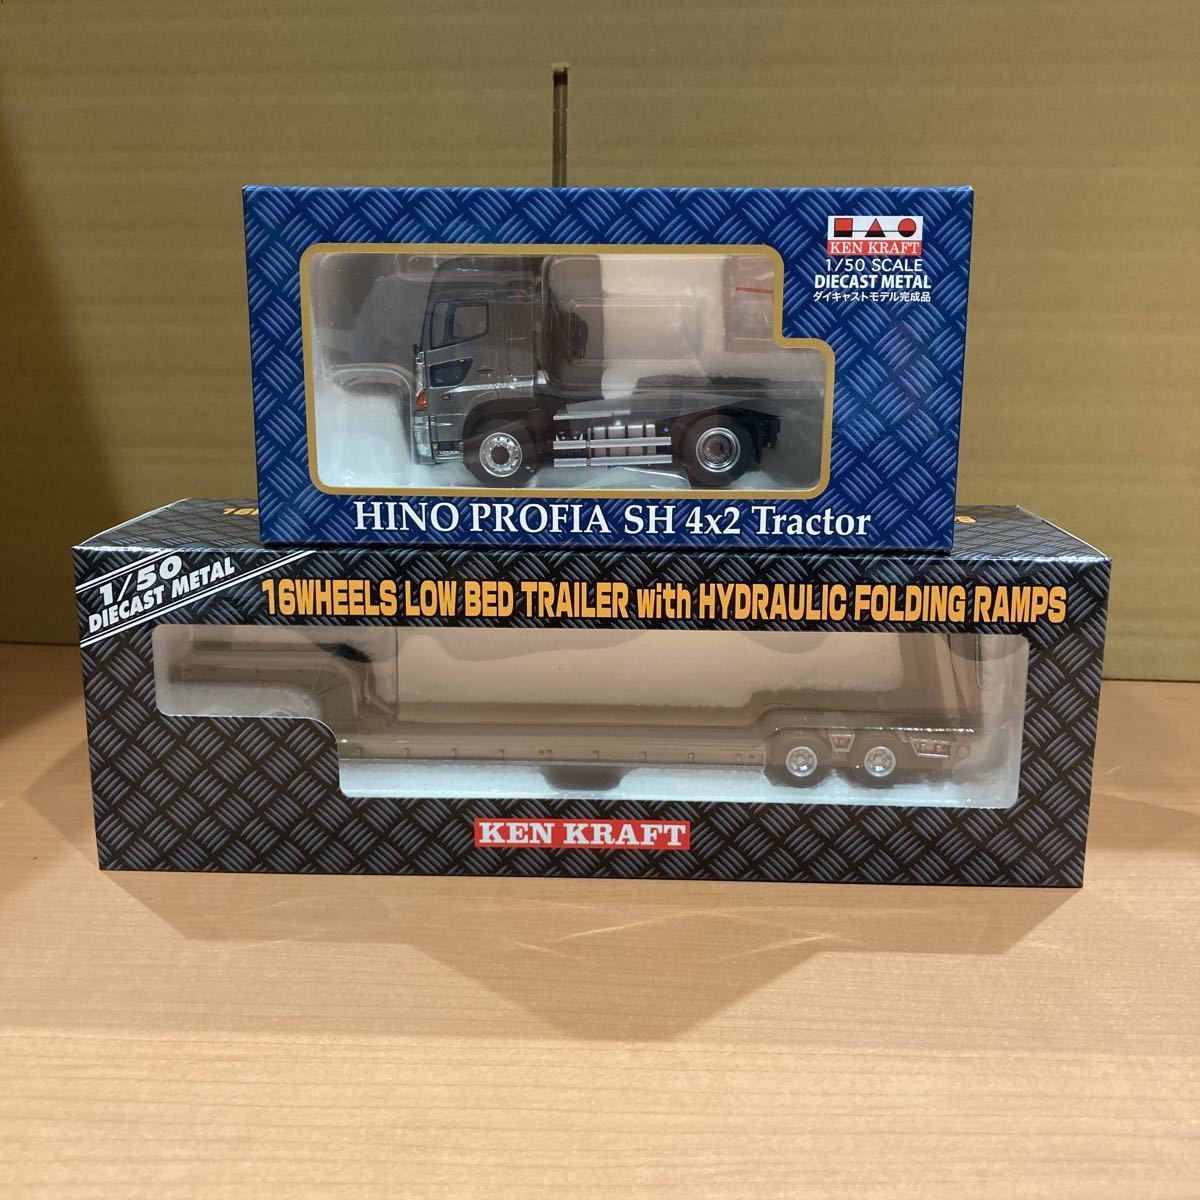 KEN KRAFT
1/50 SCALE
DIECAST METAL
ダイキャストモデル完成品
HINO PROFIA SH 4x2 Tractor
1/50
DIECAST METAL
16WHEELS LOW BED TRAILER with HYDRAULIC FOLDING RAMPS
KEN KRAFT